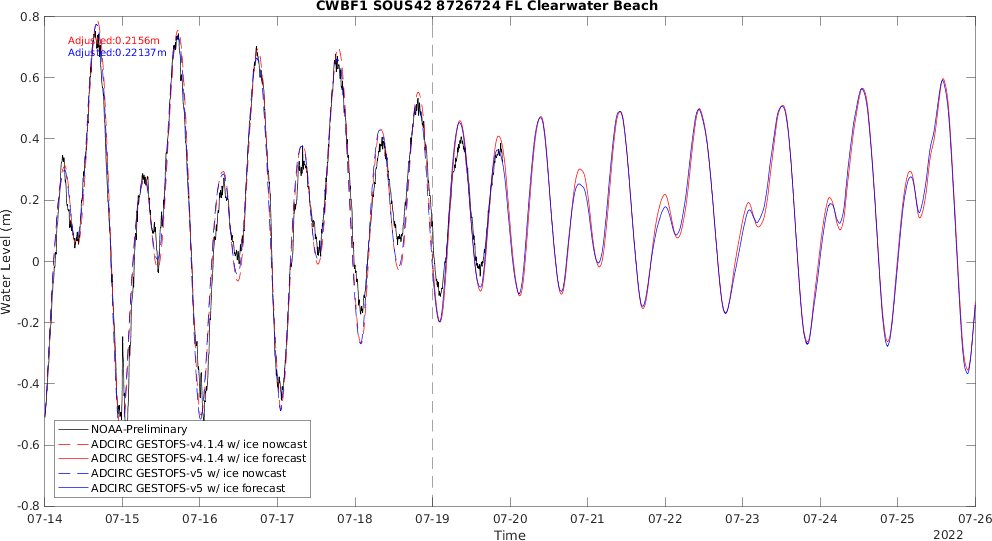 CWBF1 SOUS42 8726724 FL Clearwater Beach
Adjusted:0.2156m
Adjusted:0.22137m
0.8
0.6
0.4
0.2
0
-0.2
-0.4
-0.6
-0.8
Water Level (m)
NOAA-Preliminary
ADCIRC GESTOFS-v4.1.4 w/ ice nowcast
ADCIRC GESTOFS-v4.1.4 w/ ice forecast
ADCIRC GESTOFS-v5 w/ ice nowcast
ADCIRC GESTOFS-v5 w/ ice forecast
07-14 07-15 07-16 07-17 07-18 07-19 07-20 07-21 07-22 07-23 07-24 07-25 07-26
Time
2022